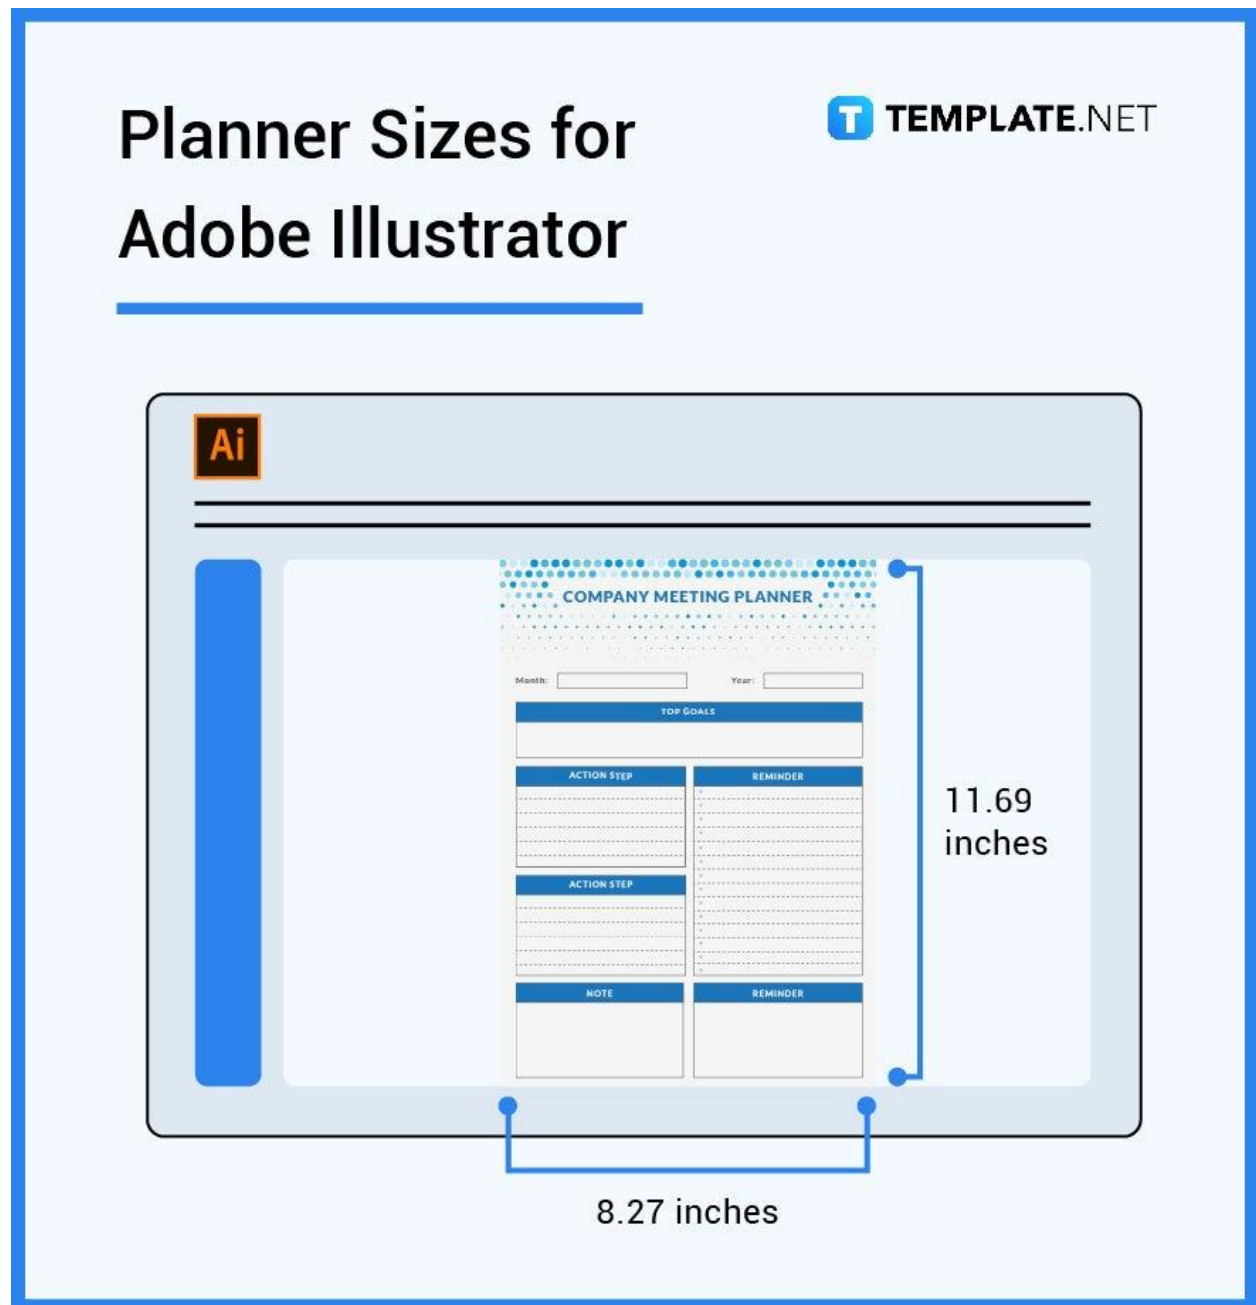 Planner Sizes for
Adobe Illustrator
T TEMPLATE.NET
Ai
COMPANY MEETING PLANNER
Month:
Year:
TOP GOALS
ACTION STEP
REMINDER
ACTION STEP
NOTE
REMINDER
11.69
inches
8.27 inches